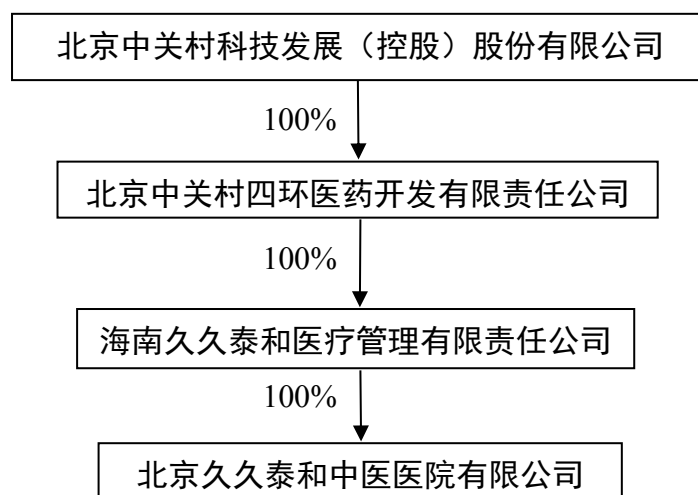 北京中关村科技发展（控股）股份有限公司
100%
北京中关村四环医药开发有限责任公司
100%
海南久久泰和医疗管理有限责任公司
100%
北京久久泰和中医医院有限公司